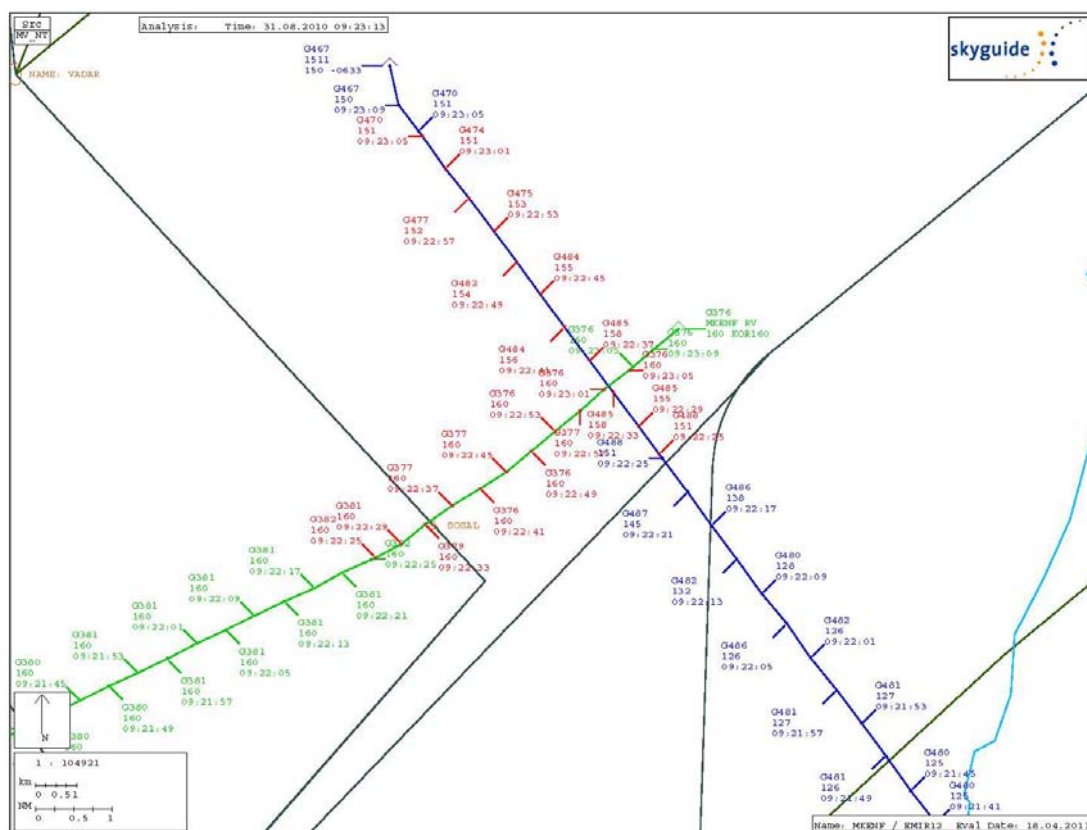 Src
MV_NT
Analysis: Time: 31.08.2010 09:23:13
skyguide
NAME: VADAR
G467
1511
150 -0633
G467
150
09:23:09
G470
151
09:23:05
G470
151
09:23:05
G474
151
09:23:01
G477
152
09:22:57
G475
153
09:22:53
G482
154
09:22:49
G484
155
09:22:45
G484
156
G485
158
09:22:37
G376
MKENF RV
160 KOR160
G376
160
09:23:09
G376
160
09:23:05
G376
160
09:23:05
G376
160
09:23:01
G376
160
09:22:53
G485
158
09:22:33
G485
155
09:22:29
G488
151
09:22:25
G488
151
09:22:25
G377
160
G377
160
09:22:45
G376
160
09:22:49
G377
160
09:22:37
G376
160
09:22:41
SOSAL
G379
160
09:22:33
G381
160
09:22:29
G382
160
09:22:25
G382
160
09:22:25
G381
160
09:22:17
G381
160
09:22:21
G381
160
09:22:09
G381
160
09:22:13
G381
160
09:22:01
G381
160
09:22:05
G381
160
09:21:53
G381
160
09:21:57
G380
160
09:21:45
G380
160
09:21:49
G380
160
G487
145
09:22:21
G486
138
09:22:17
G482
132
09:22:13
G480
128
09:22:09
G486
126
09:22:05
G482
126
09:22:01
G481
127
09:21:57
G481
127
09:21:53
G481
126
09:21:49
G480
125
09:21:45
G480
125
09:21:41
N
1 : 104921
km
0 0.51
NM
0 0.5 1
Name: MKENF / EMIR12 Eval Date: 18.04.2011